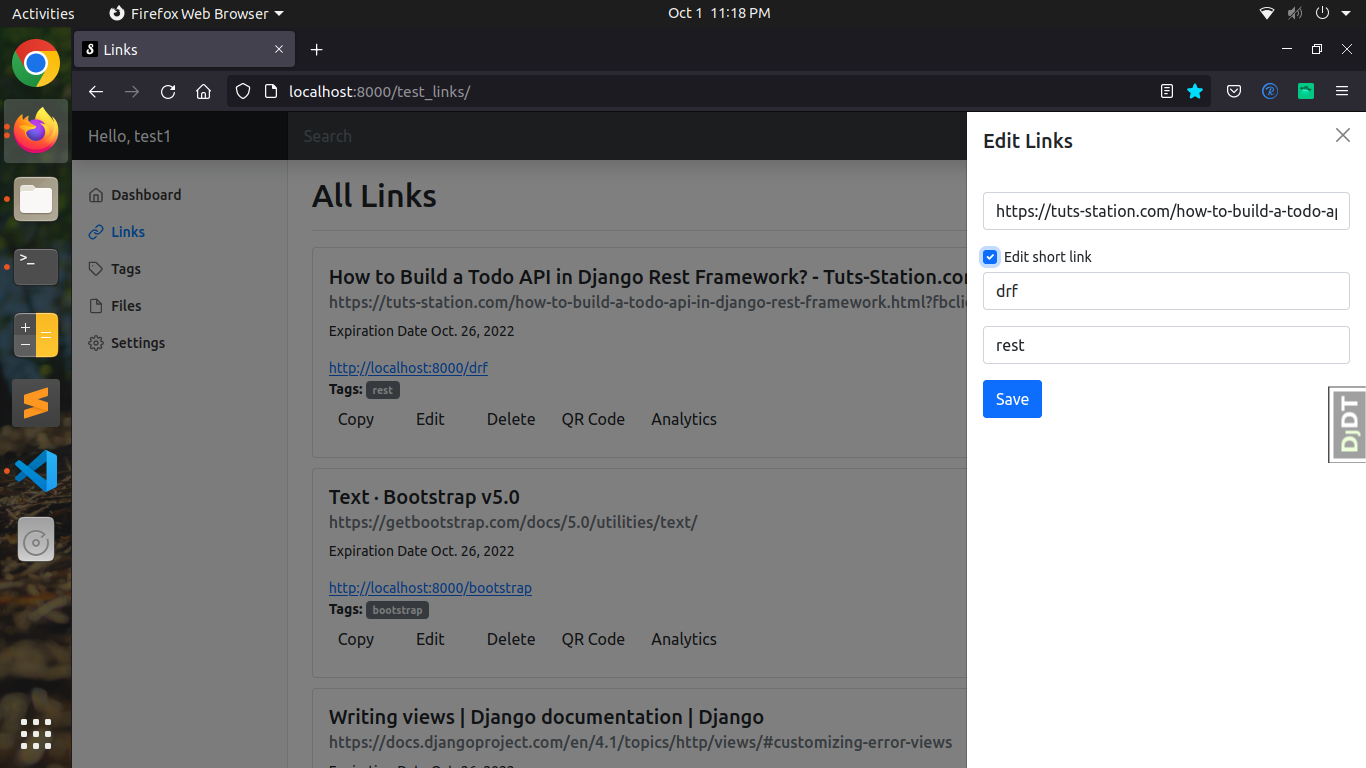 Activities
Firefox Web Browser
Oct 1 11:18 PM
Links
localhost:8000/test_links/
Hello, test1
Search
Dashboard
Links
Tags
Files
Settings
All Links
How to Build a Todo API in Django Rest Framework? - Tuts-Station.co
https://tuts-station.com/how-to-build-a-todo-api-in-django-rest-framework.html?fbcli
Expiration Date Oct. 26, 2022
http://localhost:8000/drf
Tags: rest
Copy Edit Delete QR Code Analytics
Text · Bootstrap v5.0
https://getbootstrap.com/docs/5.0/utilities/text/
Expiration Date Oct. 26, 2022
http://localhost:8000/bootstrap
Tags: bootstrap
Copy Edit Delete QR Code Analytics
Writing views | Django documentation | Django
https://docs.djangoproject.com/en/4.1/topics/http/views/#customizing-error-views
Expiration Date Oct. 26, 2022
Edit Links
https://tuts-station.com/how-to-build-a-todo-ap
Edit short link
drf
rest
Save
DjDT